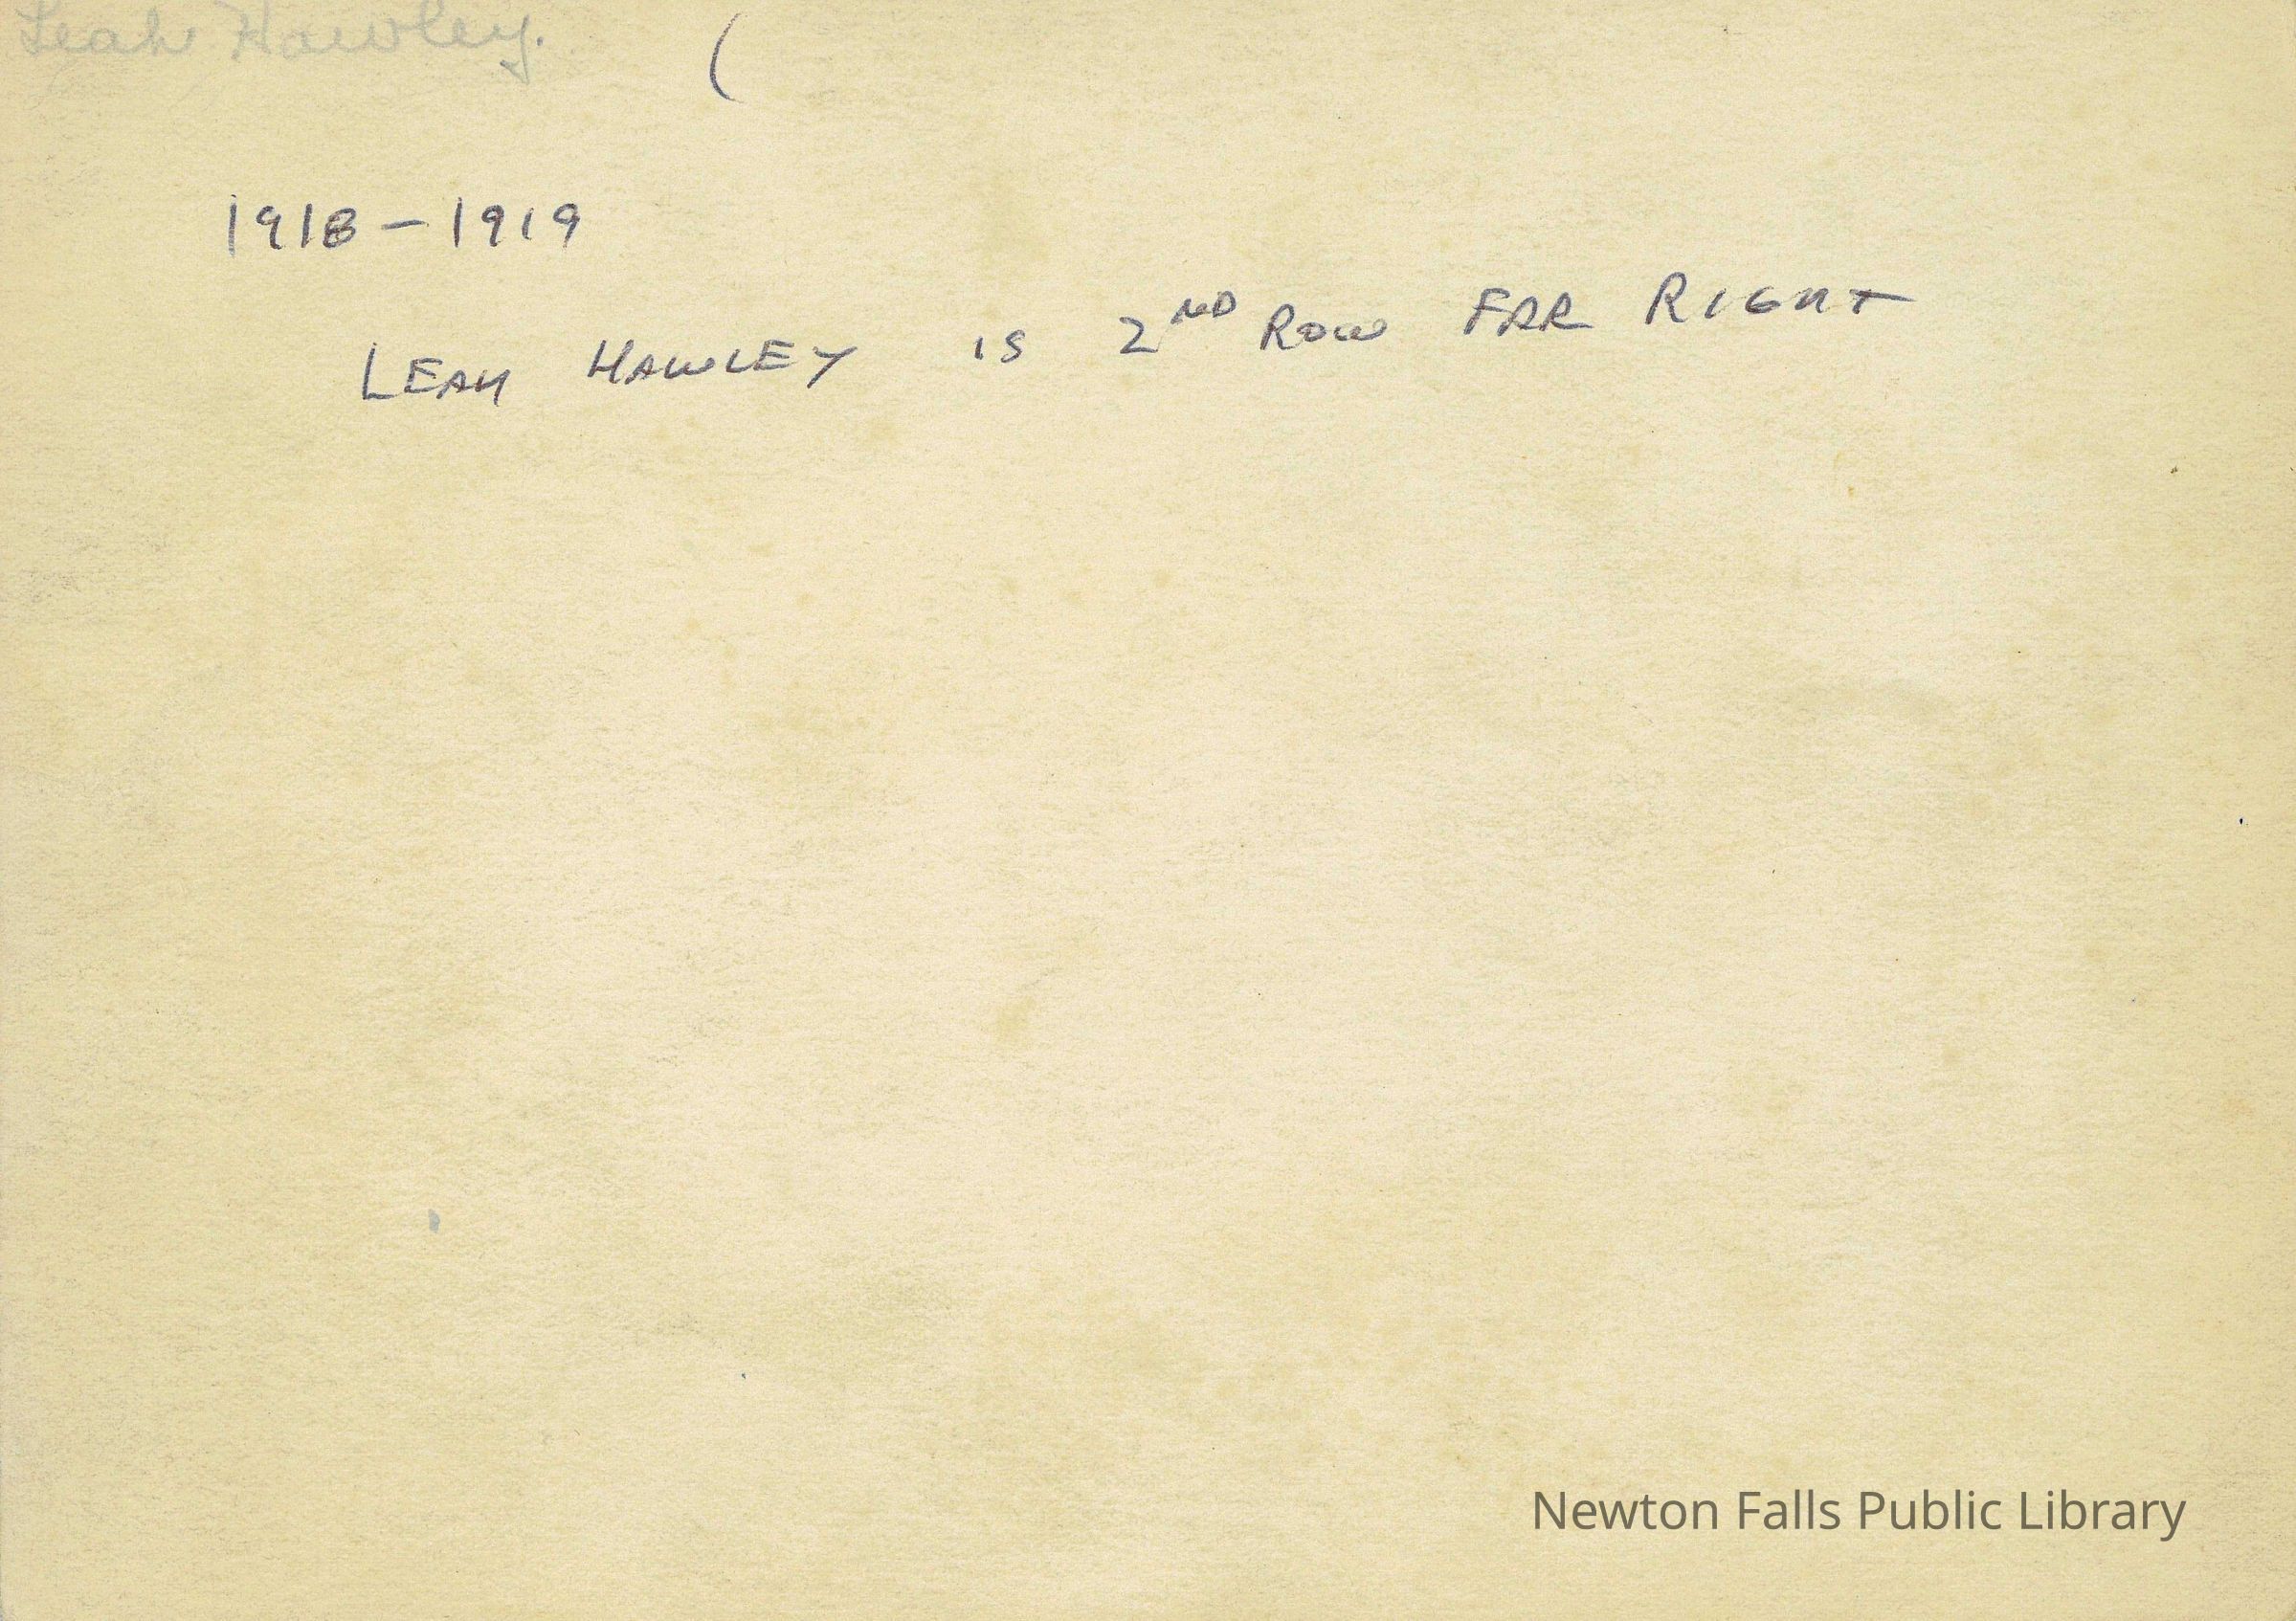 Leah Hawley. (
1918 - 1919
LEAH HAWLEY IS 2ND ROW FAR RIGHT
Newton Falls Public Library